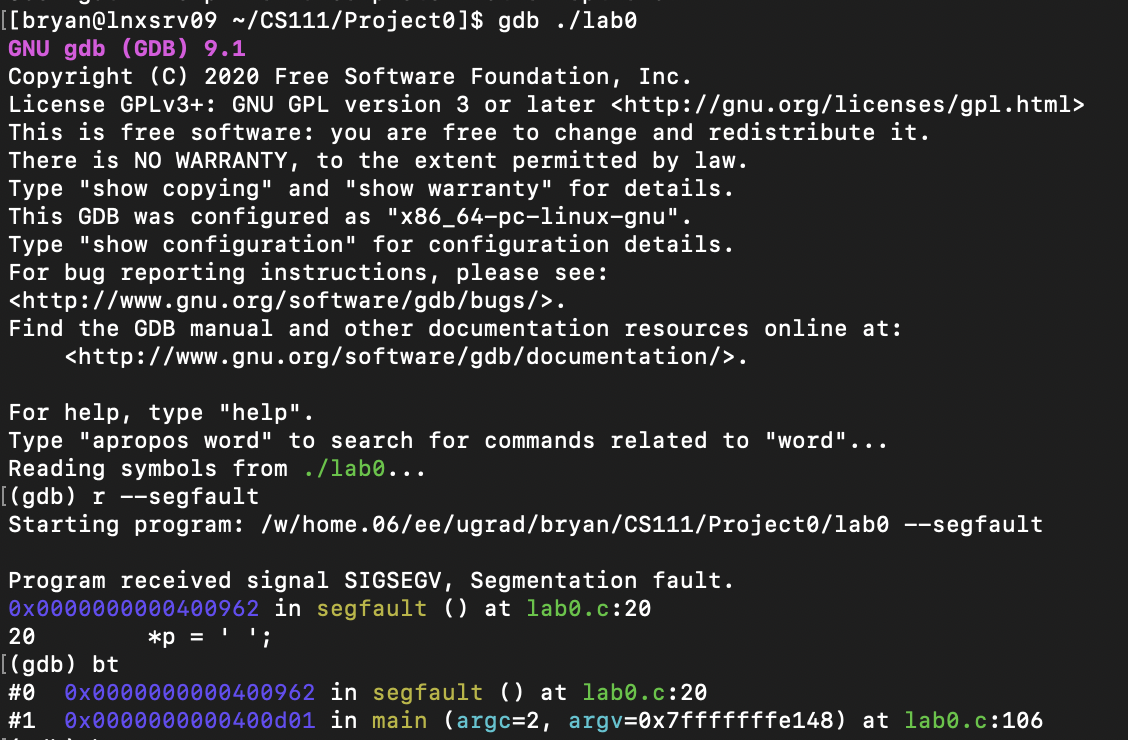 [[bryan@lnxsrv09 ~/CS111/Project0]$ gdb ./lab0
GNU gdb (GDB) 9.1
Copyright (C) 2020 Free Software Foundation, Inc.
License GPLv3+: GNU GPL version 3 or later <http://gnu.org/licenses/gpl.html>
This is free software: you are free to change and redistribute it.
There is NO WARRANTY, to the extent permitted by law.
Type "show copying" and "show warranty" for details.
This GDB was configured as "x86_64-pc-linux-gnu".
Type "show configuration" for configuration details.
For bug reporting instructions, please see:
<http://www.gnu.org/software/gdb/bugs/>.
Find the GDB manual and other documentation resources online at:
    <http://www.gnu.org/software/gdb/documentation/>.

For help, type "help".
Type "apropos word" to search for commands related to "word"...
Reading symbols from ./lab0...
[(gdb) r --segfault
Starting program: /w/home.06/ee/ugrad/bryan/CS111/Project0/lab0 --segfault

Program received signal SIGSEGV, Segmentation fault.
0x0000000000400962 in segfault () at lab0.c:20
20        *p = ' ';
[(gdb) bt
#0  0x0000000000400962 in segfault () at lab0.c:20
#1  0x0000000000400d01 in main (argc=2, argv=0x7fffffffe148) at lab0.c:106